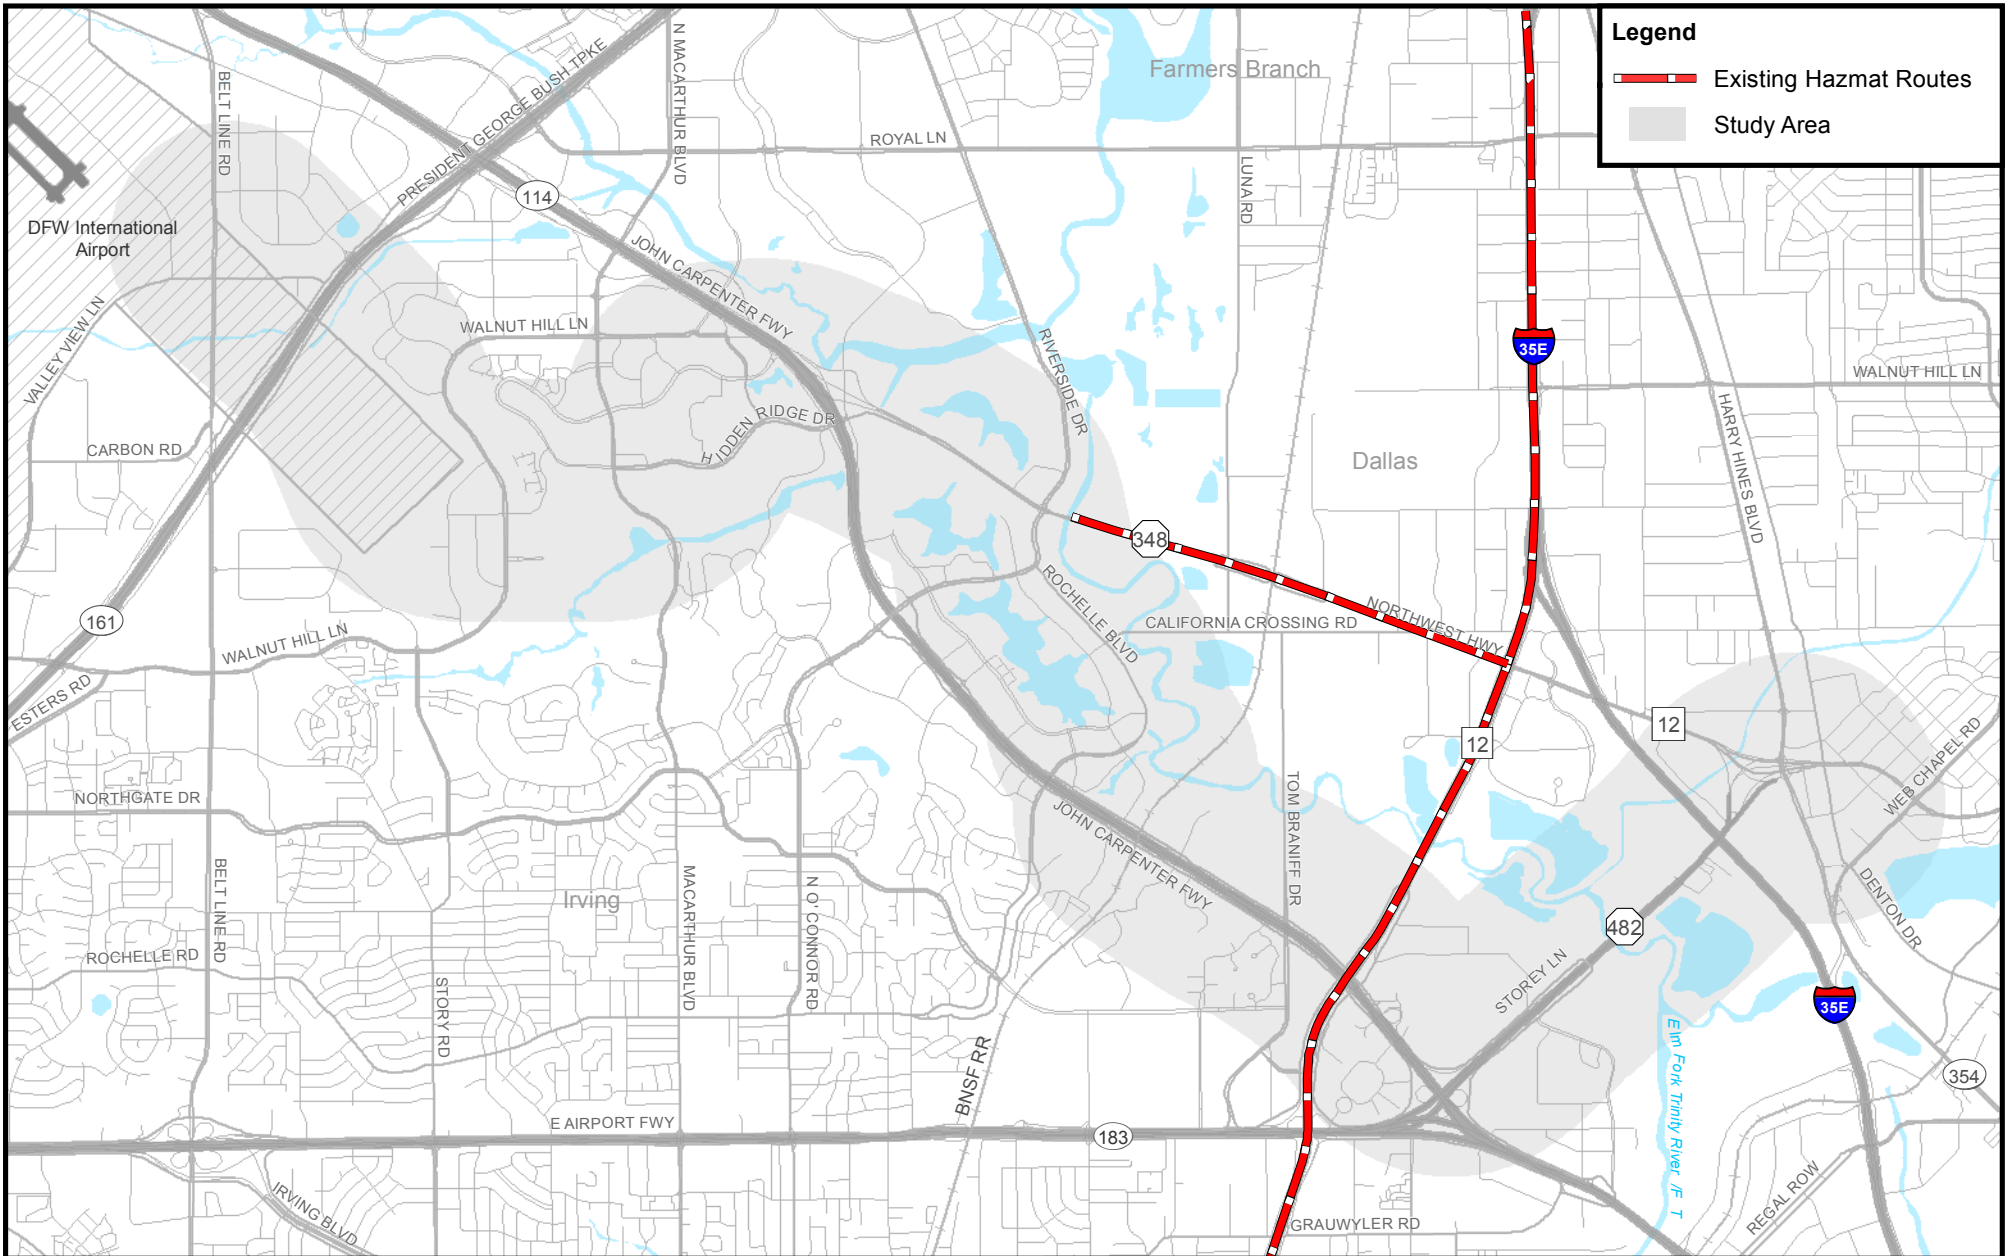 Legend
Existing Hazmat Routes
Study Area
Farmers Branch
N MACARTHUR BLVD
PRESIDENT GEORGE BUSH TPKE
BELT LINE RD
ROYAL LN
LUNA RD
114
DFW International
Airport
JOHN CARPENTER FWY
VALLEY VIEW LN
WALNUT HILL LN
RIVERSIDE DR
35E
WALNUT HILL LN
HARRY HINES BLVD
HIDDEN RIDGE DR
CARBON RD
Dallas
348
NORTHWEST HWY
ROCHELLE BLVD
CALIFORNIA CROSSING RD
161
WALNUT HILL LN
ESTERS RD
12
12
WEB CHAPEL RD
NORTHGATE DR
TOM BRANIFF DR
JOHN CARPENTER FWY
BELT LINE RD
MACARTHUR BLVD
N O' CONNOR RD
Irving
DENTON DR
482
ROCHELLE RD
STORY RD
STOREY LN
35E
Elm Fork Trinity River /F T
BNSF RR
354
E AIRPORT FWY
183
IRVING BLVD
GRAUWYLER RD
REGAL ROW